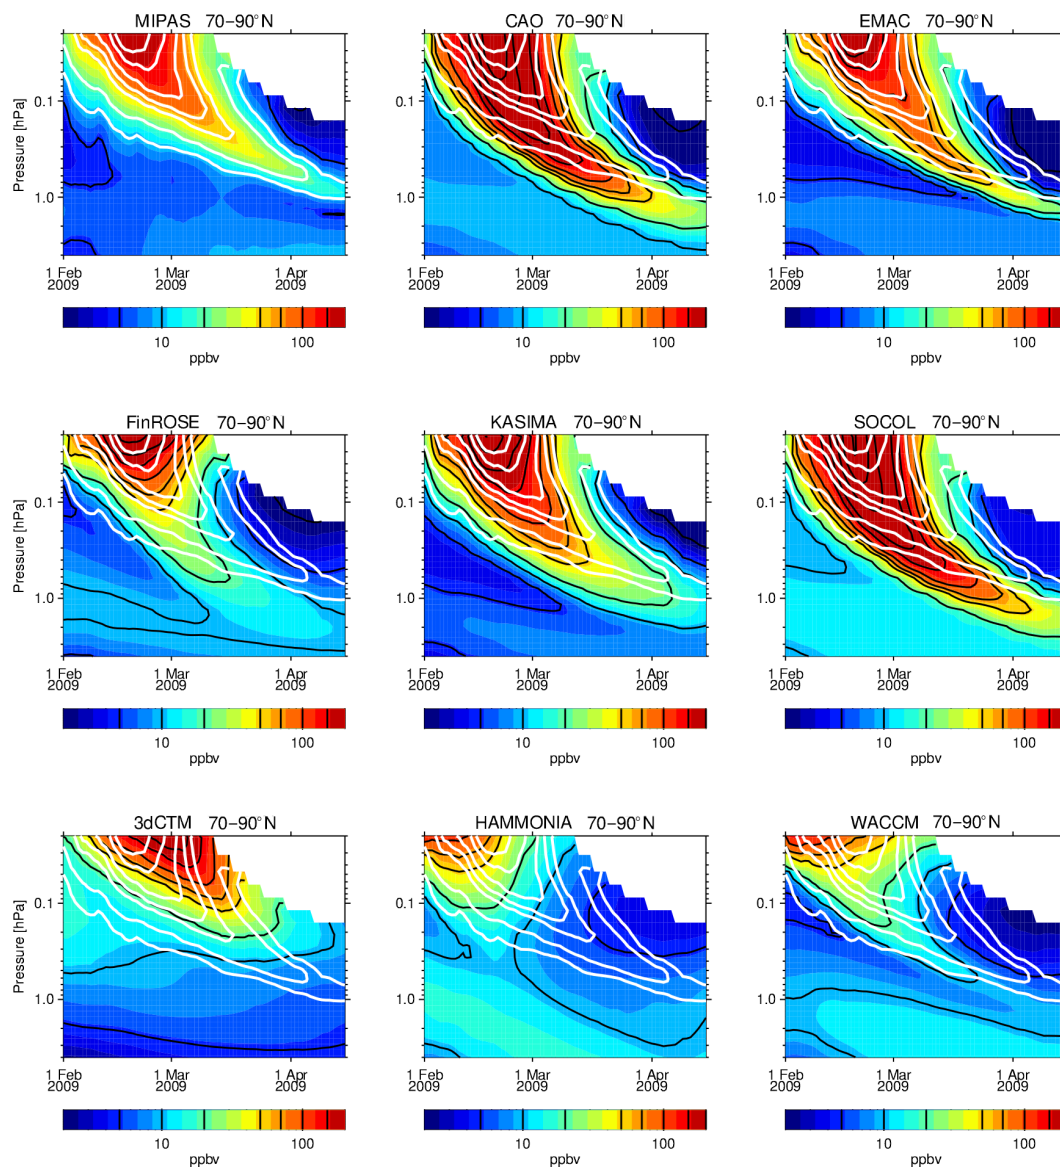 MIPAS 70−90°N
CAO 70−90°N
EMAC 70−90°N
Pressure [hPa]
0.1
1.0
1 Feb
2009
1 Mar
2009
1 Apr
2009
1 Feb
2009
1 Mar
2009
1 Apr
2009
1 Feb
2009
1 Mar
2009
1 Apr
2009
10
100
ppbv
10
100
ppbv
10
100
ppbv
FinROSE 70−90°N
KASIMA 70−90°N
SOCOL 70−90°N
Pressure [hPa]
0.1
1.0
1 Feb
2009
1 Mar
2009
1 Apr
2009
1 Feb
2009
1 Mar
2009
1 Apr
2009
1 Feb
2009
1 Mar
2009
1 Apr
2009
10
100
ppbv
10
100
ppbv
10
100
ppbv
3dCTM 70−90°N
HAMMONIA 70−90°N
WACCM 70−90°N
Pressure [hPa]
0.1
1.0
1 Feb
2009
1 Mar
2009
1 Apr
2009
1 Feb
2009
1 Mar
2009
1 Apr
2009
1 Feb
2009
1 Mar
2009
1 Apr
2009
10
100
ppbv
10
100
ppbv
10
100
ppbv